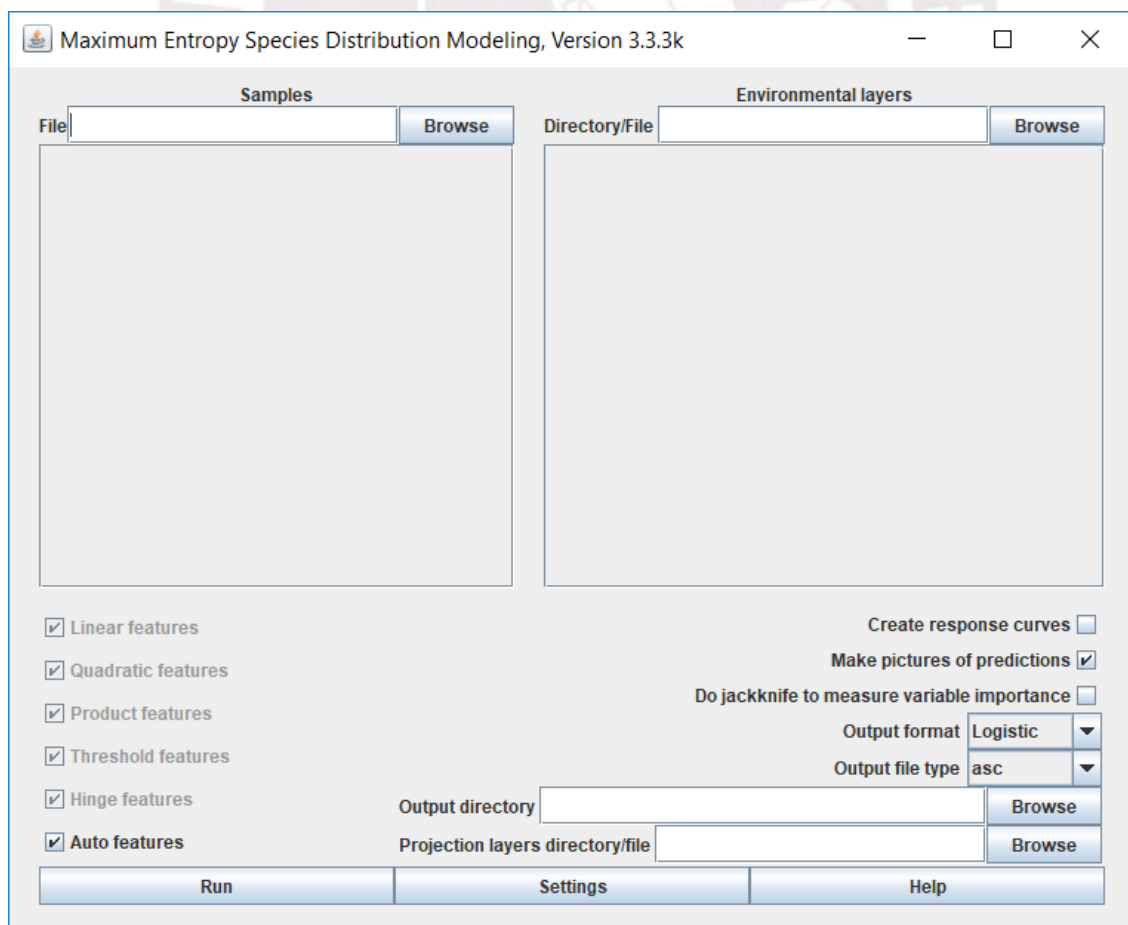 Maximum Entropy Species Distribution Modeling, Version 3.3.3k
Samples
File Browse
Environmental layers
Directory/File Browse
Linear features
Quadratic features
Product features
Threshold features
Hinge features
Auto features
Create response curves
Make pictures of predictions
Do jackknife to measure variable importance
Output format Logistic
Output file type asc
Output directory Browse
Projection layers directory/file Browse
Run Settings Help